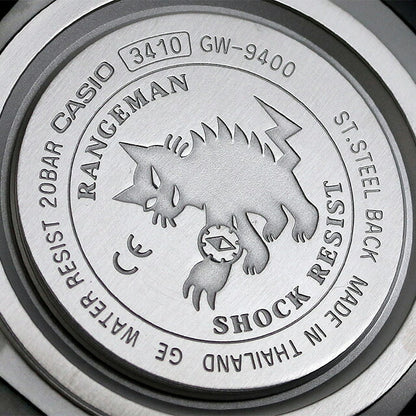 CASIO 3410 GW-9400
ST.STEEL BACK MADE IN THAILAND GE WATER RESIST 20BAR
RANGEMAN
SHOCK RESIST
CE